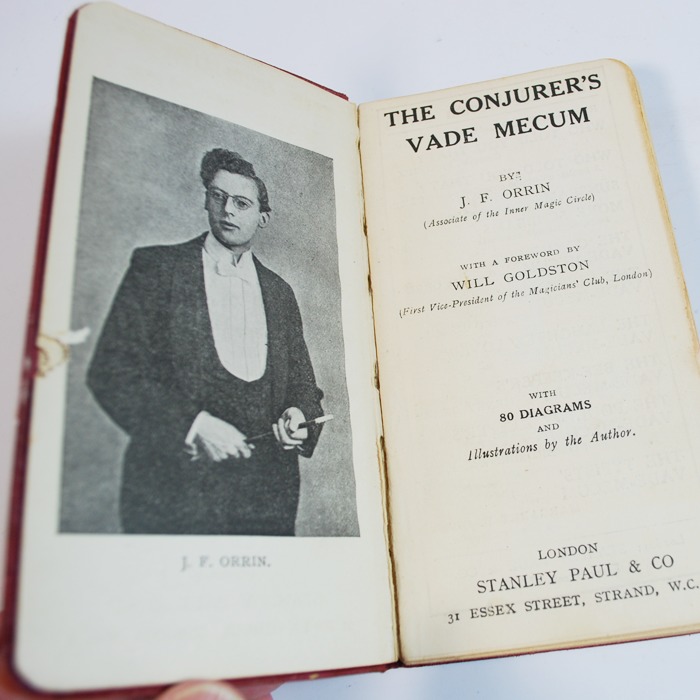 J. F. ORRIN.
THE CONJURER'S
VADE MECUM
BY
J. F. ORRIN
(Associate of the Inner Magic Circle)
WITH A FOREWORD BY
WILL GOLDSTON
(First Vice-President of the Magicians' Club, London)
WITH
80 DIAGRAMS
AND
Illustrations by the Author.
LONDON
STANLEY PAUL & CO
31 ESSEX STREET, STRAND, W.C.